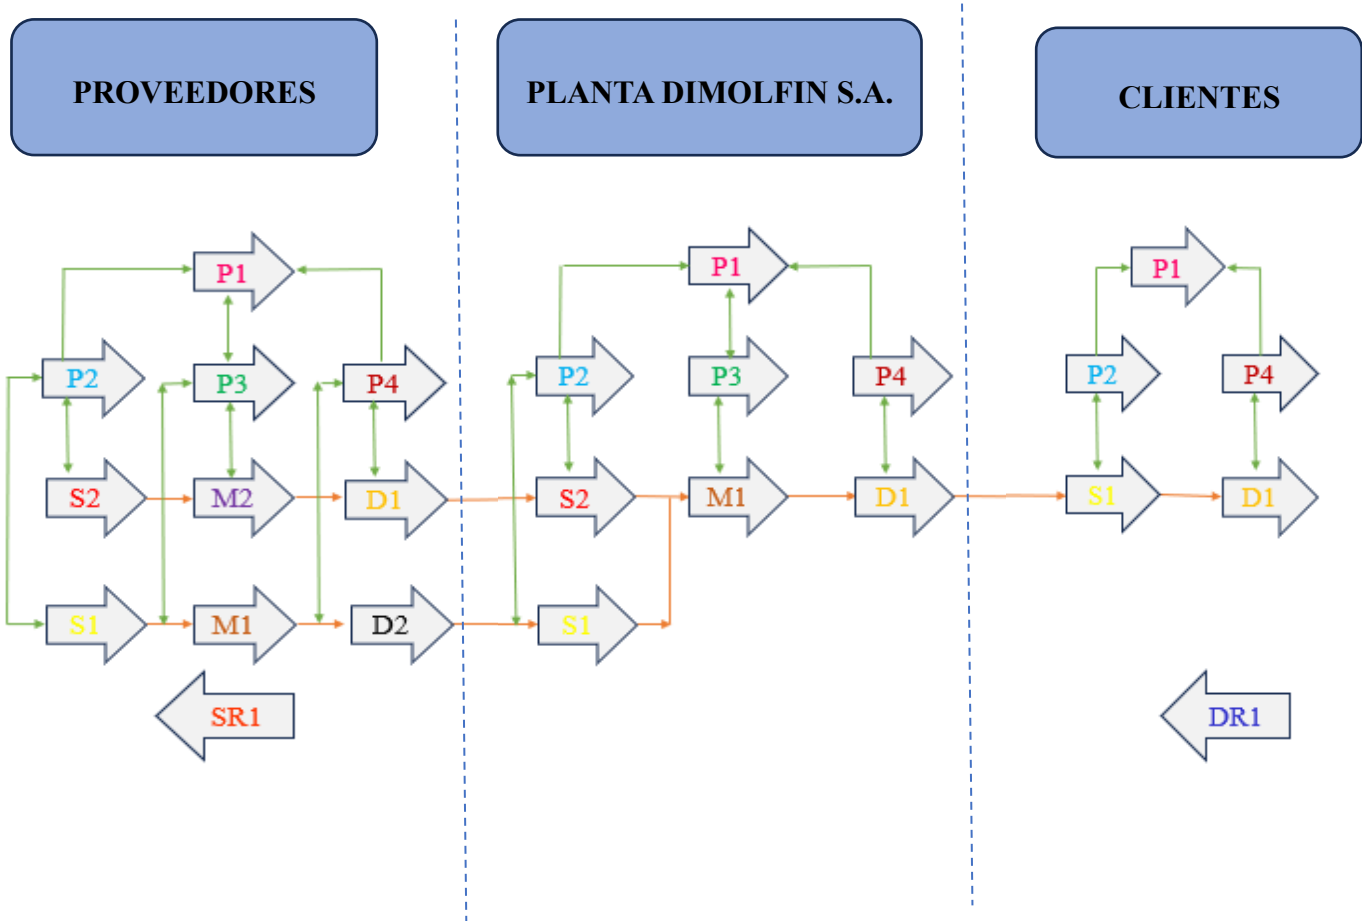 PROVEEDORES
PLANTA DIMOLFIN S.A.
CLIENTES
P1
P2
P3
P4
S2
M2
D1
S1
M1
D2
SR1
P1
P2
P3
P4
S2
M1
D1
S1
P1
P2
P4
S1
D1
DR1